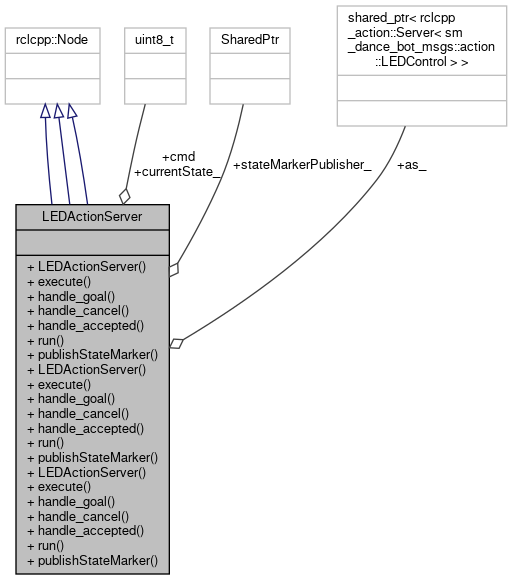 rclcpp::Node
uint8_t
SharedPtr
shared_ptr< rclcpp
_action::Server< sm
_dance_bot_msgs::action
::LEDControl > >
+cmd
+currentState_
+stateMarkerPublisher_
+as_
LEDActionServer
+ LEDActionServer()
+ execute()
+ handle_goal()
+ handle_cancel()
+ handle_accepted()
+ run()
+ publishStateMarker()
+ LEDActionServer()
+ execute()
+ handle_goal()
+ handle_cancel()
+ handle_accepted()
+ run()
+ publishStateMarker()
+ LEDActionServer()
+ execute()
+ handle_goal()
+ handle_cancel()
+ handle_accepted()
+ run()
+ publishStateMarker()